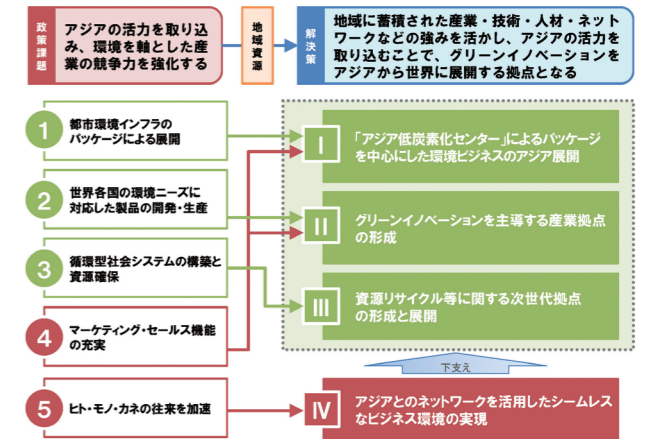 政策課題
アジアの活力を取り込
み、環境を軸とした産
業の競争力を強化する
地域資源
解決策
地域に蓄積された産業・技術・人材・ネット
ワークなどの強みを活かし、アジアの活力を
取り込むことで、グリーンイノベーションを
アジアから世界に展開する拠点となる
1
都市環境インフラの
パッケージによる展開
2
世界各国の環境ニーズに
対応した製品の開発・生産
3
循環型社会システムの構築と
資源確保
4
マーケティング・セールス機能
の充実
5
ヒト・モノ・カネの往来を加速
I
「アジア低炭素化センター」によるパッケージ
を中心にした環境ビジネスのアジア展開
II
グリーンイノベーションを主導する産業拠点
の形成
III
資源リサイクル等に関する次世代拠点
の形成と展開
下支え
IV
アジアとのネットワークを活用したシームレス
なビジネス環境の実現